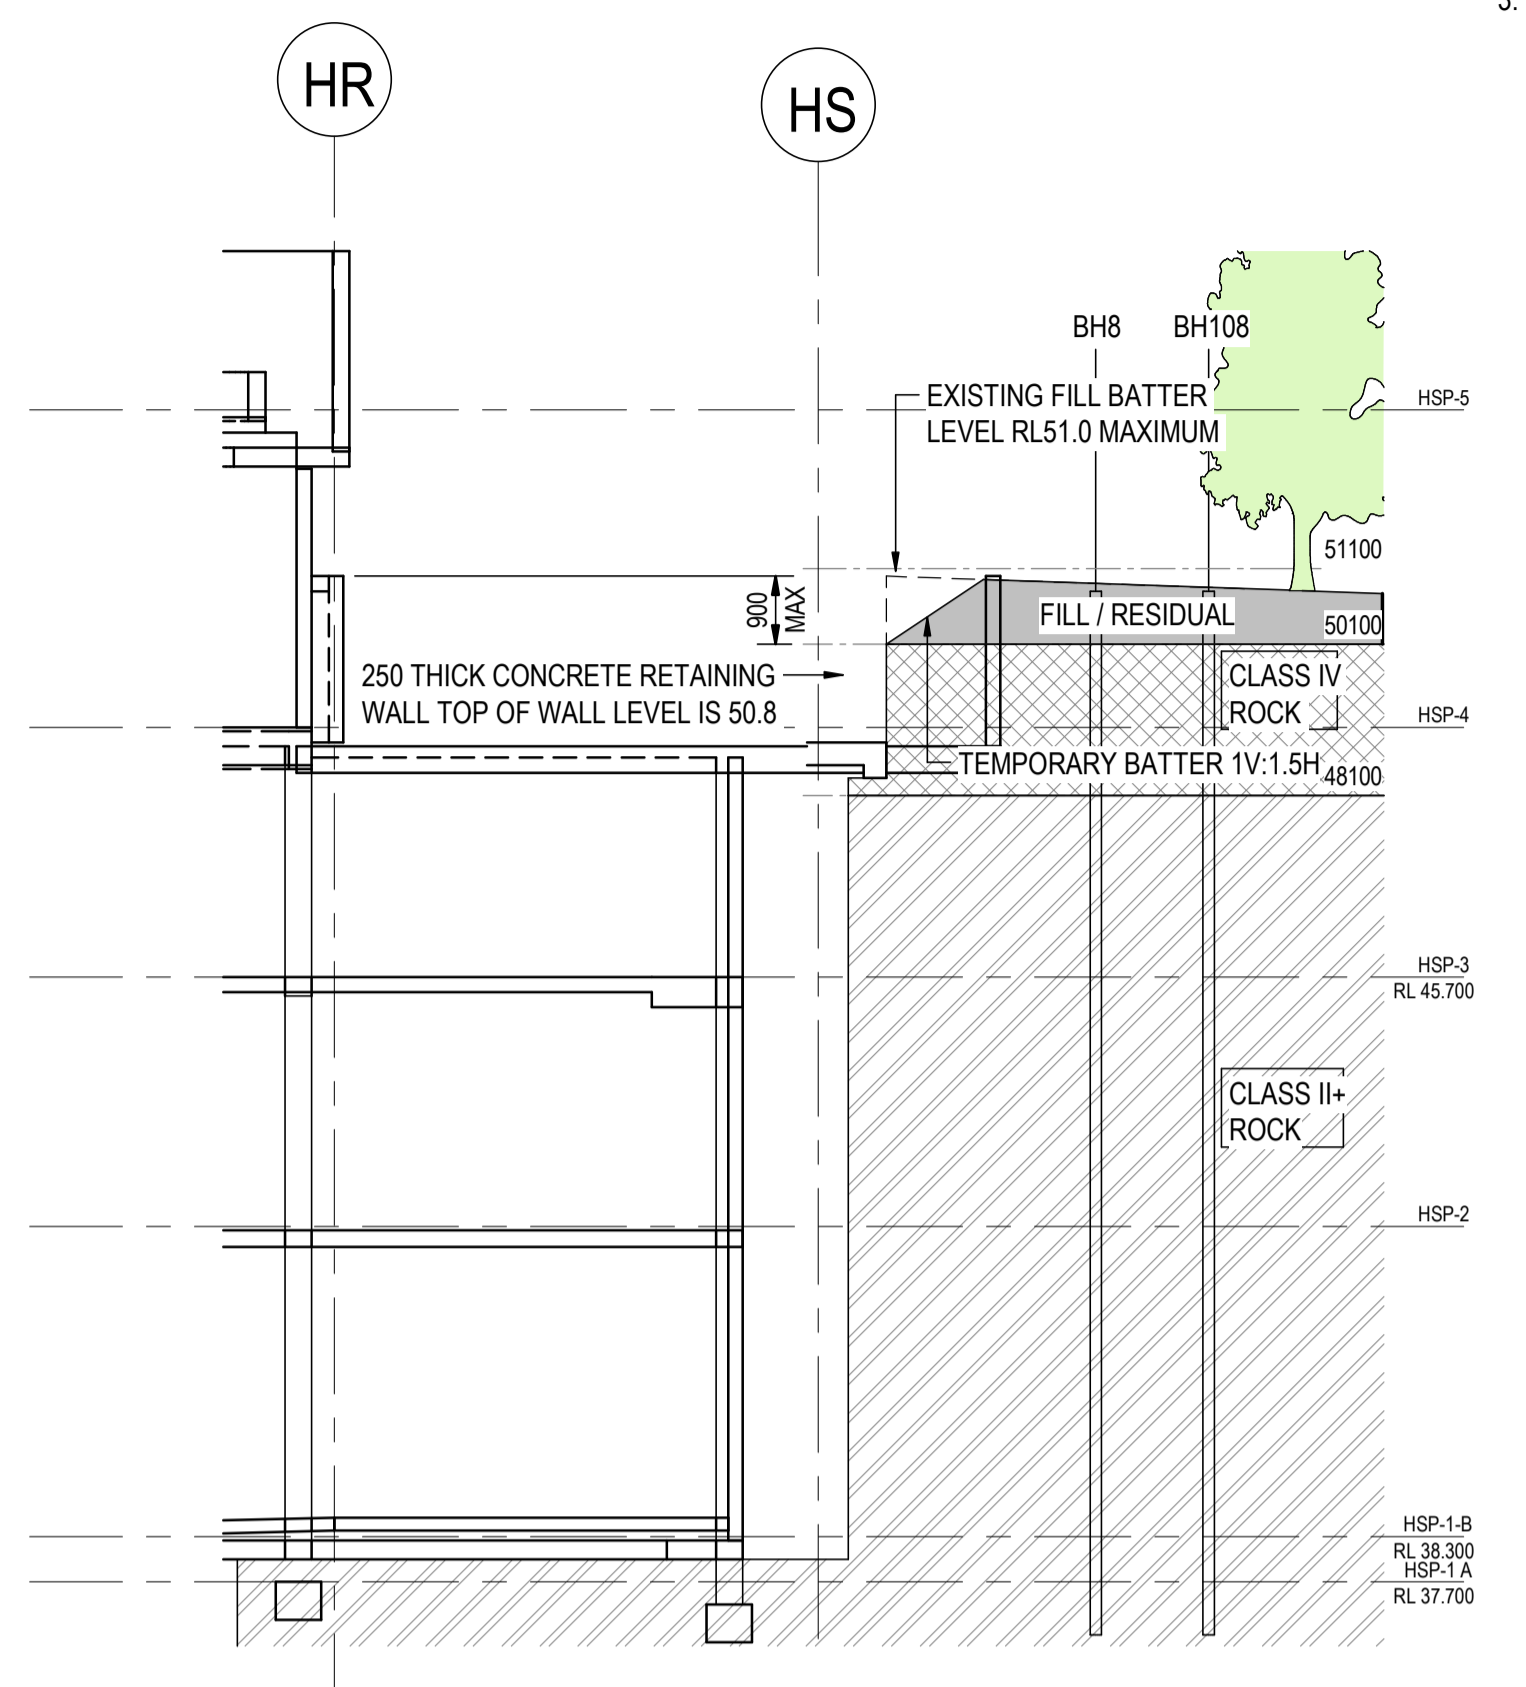 3.
HR
HS
BH8
BH108
EXISTING FILL BATTER
LEVEL RL51.0 MAXIMUM
HSP-5
51100
900
MAX
FILL / RESIDUAL
50100
250 THICK CONCRETE RETAINING
WALL TOP OF WALL LEVEL IS 50.8
CLASS IV
ROCK
HSP-4
TEMPORARY BATTER 1V:1.5H
48100
HSP-3
RL 45.700
CLASS II+
ROCK
HSP-2
HSP-1-B
RL 38.300
HSP-1 A
RL 37.700